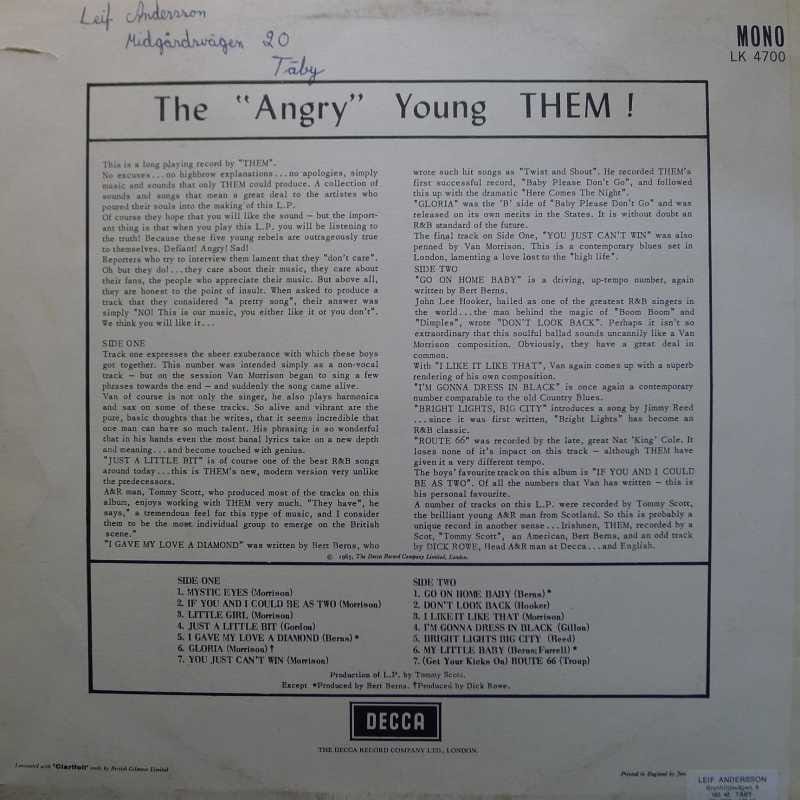 Leif Andersson
Midgårdsvägen 20
Täby
MONO
LK 4700
The "Angry" Young THEM !
This is a long playing record by "THEM".
No excuses...no highbrow explanations...no apologies, simply
music and sounds that only THEM could produce. A collection of
sounds and songs that mean a great deal to the artistes who
poured their souls into the making of this L.P.
Of course they hope that you will like the sound – but the import-
ant thing is that when you play this L.P. you will be listening to
the truth! Because these five young rebels are outrageously true
to themselves. Defiant! Angry! Sad!
Reporters who try to interview them lament that they "don't care".
Oh but they do!...they care about their music, they care about
their fans, the people who appreciate their music. But above all,
they are honest to the point of insult. When asked to produce a
track that they considered "a pretty song", their answer was
simply "NO! This is our music, you either like it or you don't".
We think you will like it...
SIDE ONE
Track one expresses the sheer exuberance with which these boys
got together. This number was intended simply as a non-vocal
track – but on the session Van Morrison began to sing a few
phrases towards the end – and suddenly the song came alive.
Van of course is not only the singer, he also plays harmonica
and sax on some of these tracks. So alive and vibrant are the
pure, basic thoughts that he writes, that it seems incredible that
one man can have so much talent. His phrasing is so wonderful
that in his hands even the most banal lyrics take on a new depth
and meaning...and become touched with genius.
"JUST A LITTLE BIT" is of course one of the best R&B songs
around today...this is THEM's new, modern version very unlike
the predecessors.
A&R man, Tommy Scott, who produced most of the tracks on this
album, enjoys working with THEM very much. "They have", he
says," a tremendous feel for this type of music, and I consider
them to be the most individual group to emerge on the British
scene."
"I GAVE MY LOVE A DIAMOND" was written by Bert Berns, who
wrote such hit songs as "Twist and Shout". He recorded THEM's
first successful record, "Baby Please Don't Go", and followed
this up with the dramatic "Here Comes The Night".
"GLORIA" was the 'B' side of "Baby Please Don't Go" and was
released on its own merits in the States. It is without doubt an
R&B standard of the future.
The final track on Side One, "YOU JUST CAN'T WIN" was also
penned by Van Morrison. This is a contemporary blues set in
London, lamenting a love lost to the "high life".
SIDE TWO
"GO ON HOME BABY" is a driving, up-tempo number, again
written by Bert Berns.
John Lee Hooker, hailed as one of the greatest R&B singers in
the world...the man behind the magic of "Boom Boom" and
"Dimples", wrote "DON'T LOOK BACK". Perhaps it isn't so
extraordinary that this soulful ballad sounds uncannily like a Van
Morrison composition. Obviously, they have a great deal in
common.
With "I LIKE IT LIKE THAT", Van again comes up with a superb
rendering of his own composition.
"I'M GONNA DRESS IN BLACK" is once again a contemporary
number comparable to the old Country Blues.
"BRIGHT LIGHTS, BIG CITY" introduces a song by Jimmy Reed
...since it was first written, "Bright Lights" has become an
R&B classic.
"ROUTE 66" was recorded by the late, great Nat 'King' Cole. It
loses none of it's impact on this track – although THEM have
given it a very different tempo.
The boys' favourite track on this album is "IF YOU AND I COULD
BE AS TWO". Of all the numbers that Van has written – this is
his personal favourite.
A number of tracks on this L.P. were recorded by Tommy Scott,
the brilliant young A&R man from Scotland. So this is probably a
unique record in another sense...Irishmen, THEM, recorded by a
Scot, "Tommy Scott", an American, Bert Berns, and an odd track
by DICK ROWE, Head A&R man at Decca...and English.
© 1965, The Decca Record Company Limited, London.
SIDE ONE
1. MYSTIC EYES (Morrison)
2. IF YOU AND I COULD BE AS TWO (Morrison)
3. LITTLE GIRL (Morrison)
4. JUST A LITTLE BIT (Gordon)
5. I GAVE MY LOVE A DIAMOND (Berns)*
6. GLORIA (Morrison)†
7. YOU JUST CAN'T WIN (Morrison)
SIDE TWO
1. GO ON HOME BABY (Berns)*
2. DON'T LOOK BACK (Hooker)
3. I LIKE IT LIKE THAT (Morrison)
4. I'M GONNA DRESS IN BLACK (Gillon)
5. BRIGHT LIGHTS BIG CITY (Reed)
6. MY LITTLE BABY (Berns; Farrell)*
7. (Get Your Kicks On) ROUTE 66 (Troup)
Production of L.P. by Tommy Scott.
Except *Produced by Bert Berns. †Produced by Dick Rowe.
DECCA
THE DECCA RECORD COMPANY LTD., LONDON.
Laminated with "Clarifoil" made by British Celanese Limited
Printed in England by
LEIF ANDERSSON
TÄBY